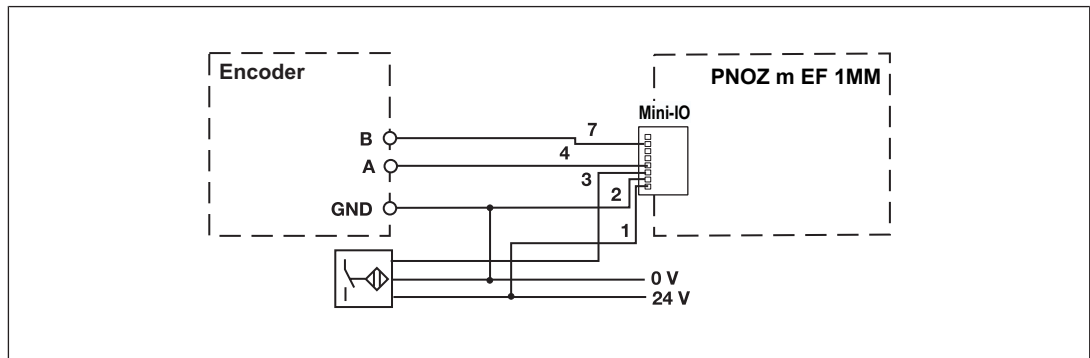 Encoder
PNOZ m EF 1MM
Mini-IO
B
7
A
4
3
GND
2
1
0 V
24 V